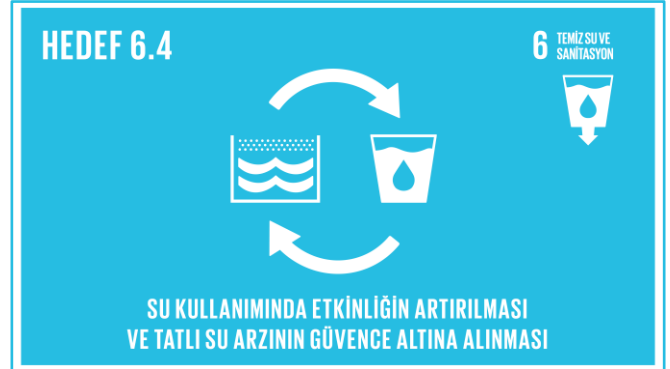 HEDEF 6.4
6 TEMİZ SU VE
SANİTASYON
SU KULLANIMINDA ETKİNLİĞİN ARTIRILMASI
VE TATLI SU ARZININ GÜVENCE ALTINA ALINMASI